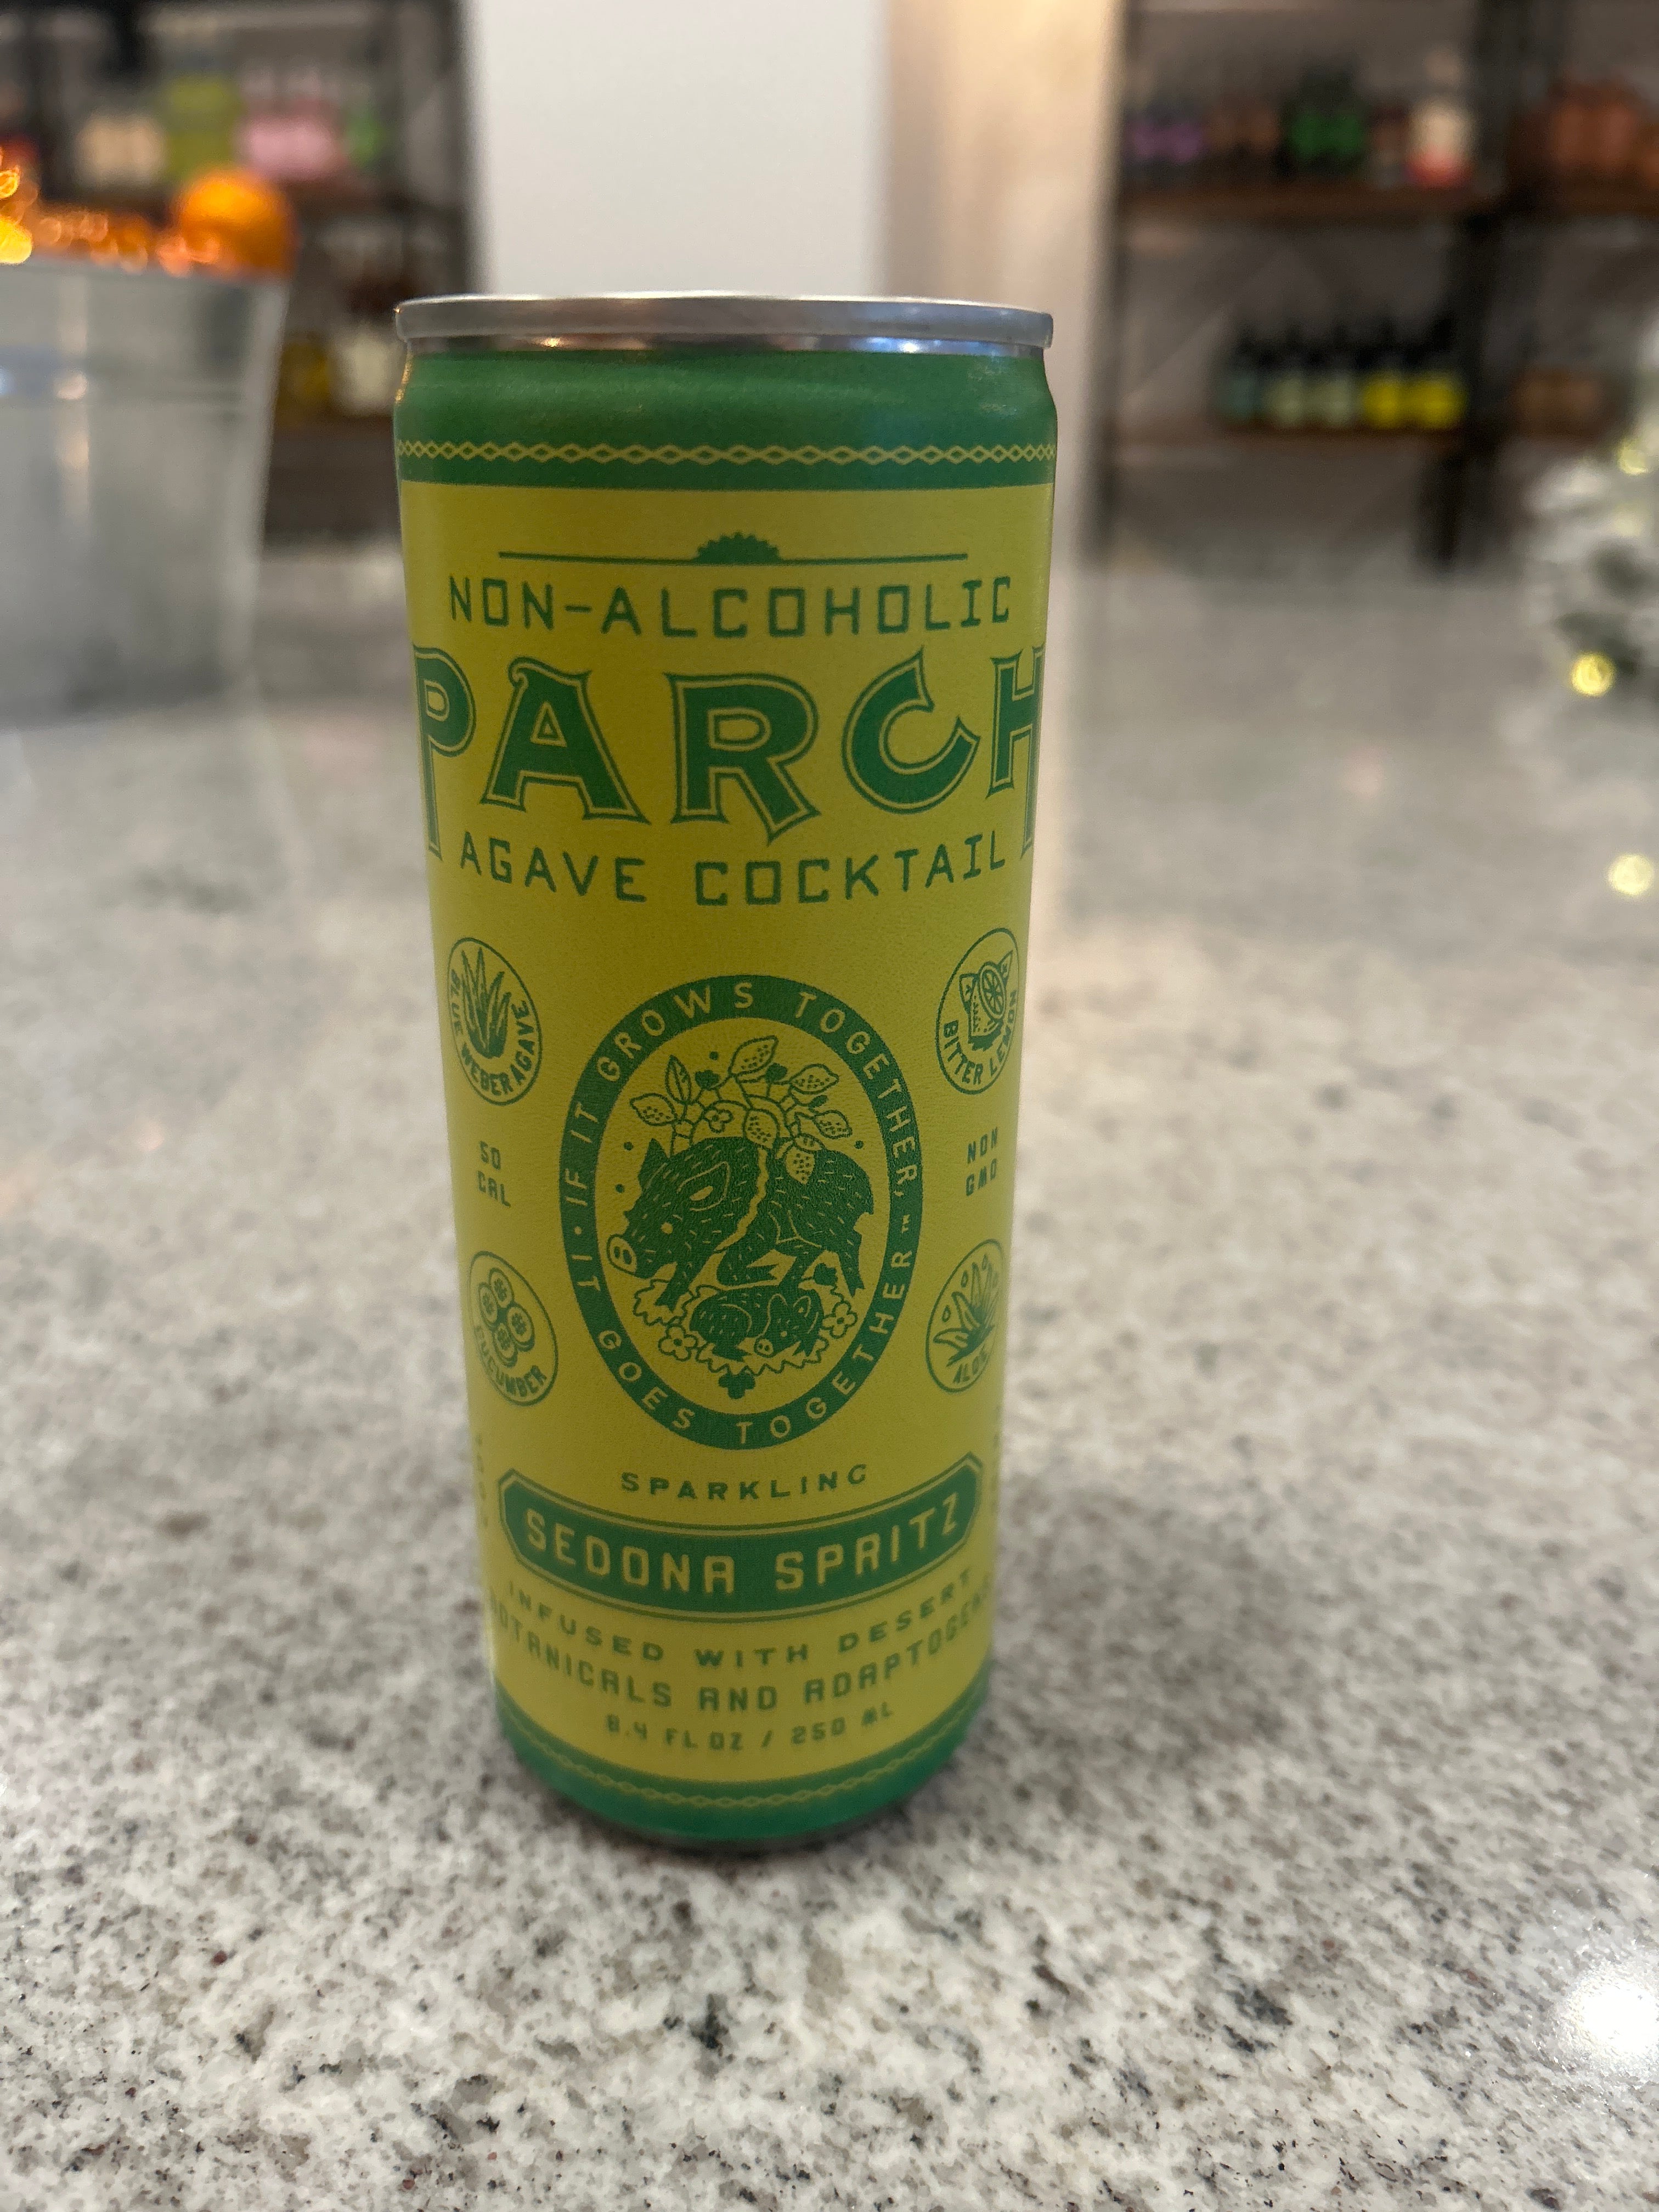 NON-ALCOHOLIC
PARCH
AGAVE COCKTAIL
BLUE WEBER AGAVE
BITTER LEMON
50
CAL
NON
GMO
IF IT GROWS TOGETHER,™
IT GOES TOGETHER
CUCUMBER
ALOE
SPARKLING
SEDONA SPRITZ
INFUSED WITH DESERT
BOTANICALS AND ADAPTOGENS
8.4 FL OZ / 250 ML